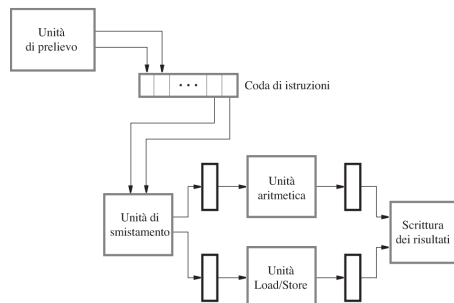 Unità
di prelievo
• • •
Coda di istruzioni
Unità di
smistamento
Unità
aritmetica
Unità
Load/Store
Scrittura
dei risultati